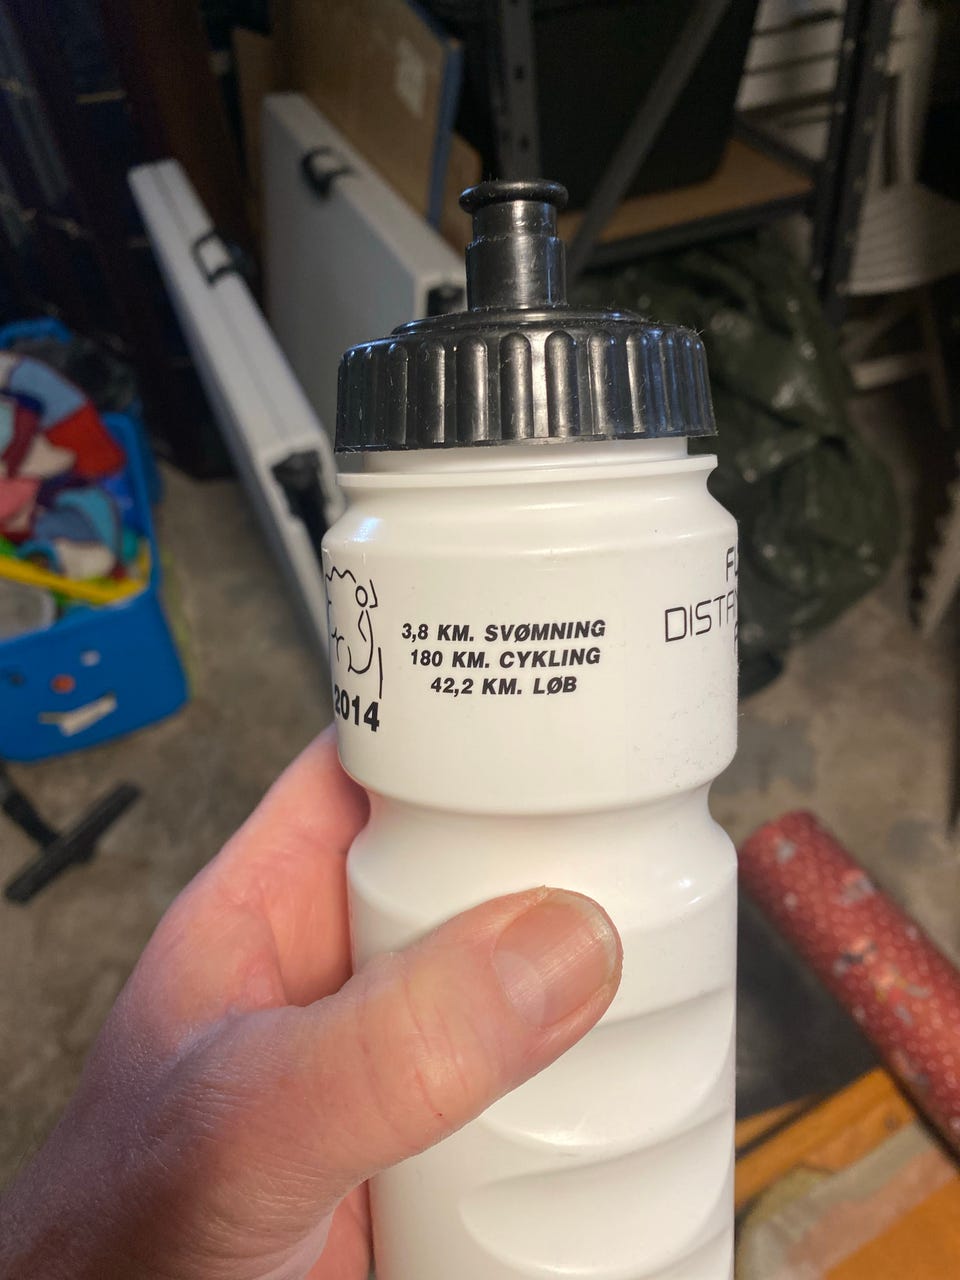 2014
3,8 KM. SVØMNING
180 KM. CYKLING
42,2 KM. LØB